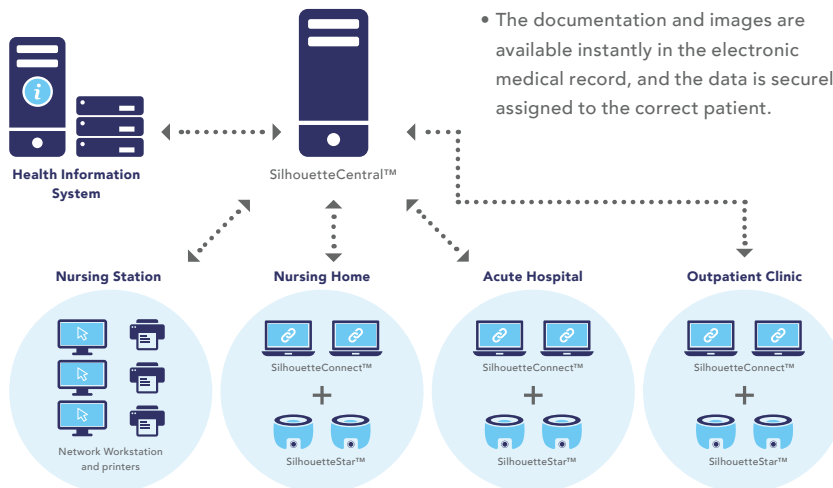 • The documentation and images are
available instantly in the electronic
medical record, and the data is securel
assigned to the correct patient.
Health Information
System
SilhouetteCentral™
Nursing Station
Nursing Home
Acute Hospital
Outpatient Clinic
SilhouetteConnect™
SilhouetteConnect™
SilhouetteConnect™
+
+
+
Network Workstation
and printers
SilhouetteStar™
SilhouetteStar™
SilhouetteStar™